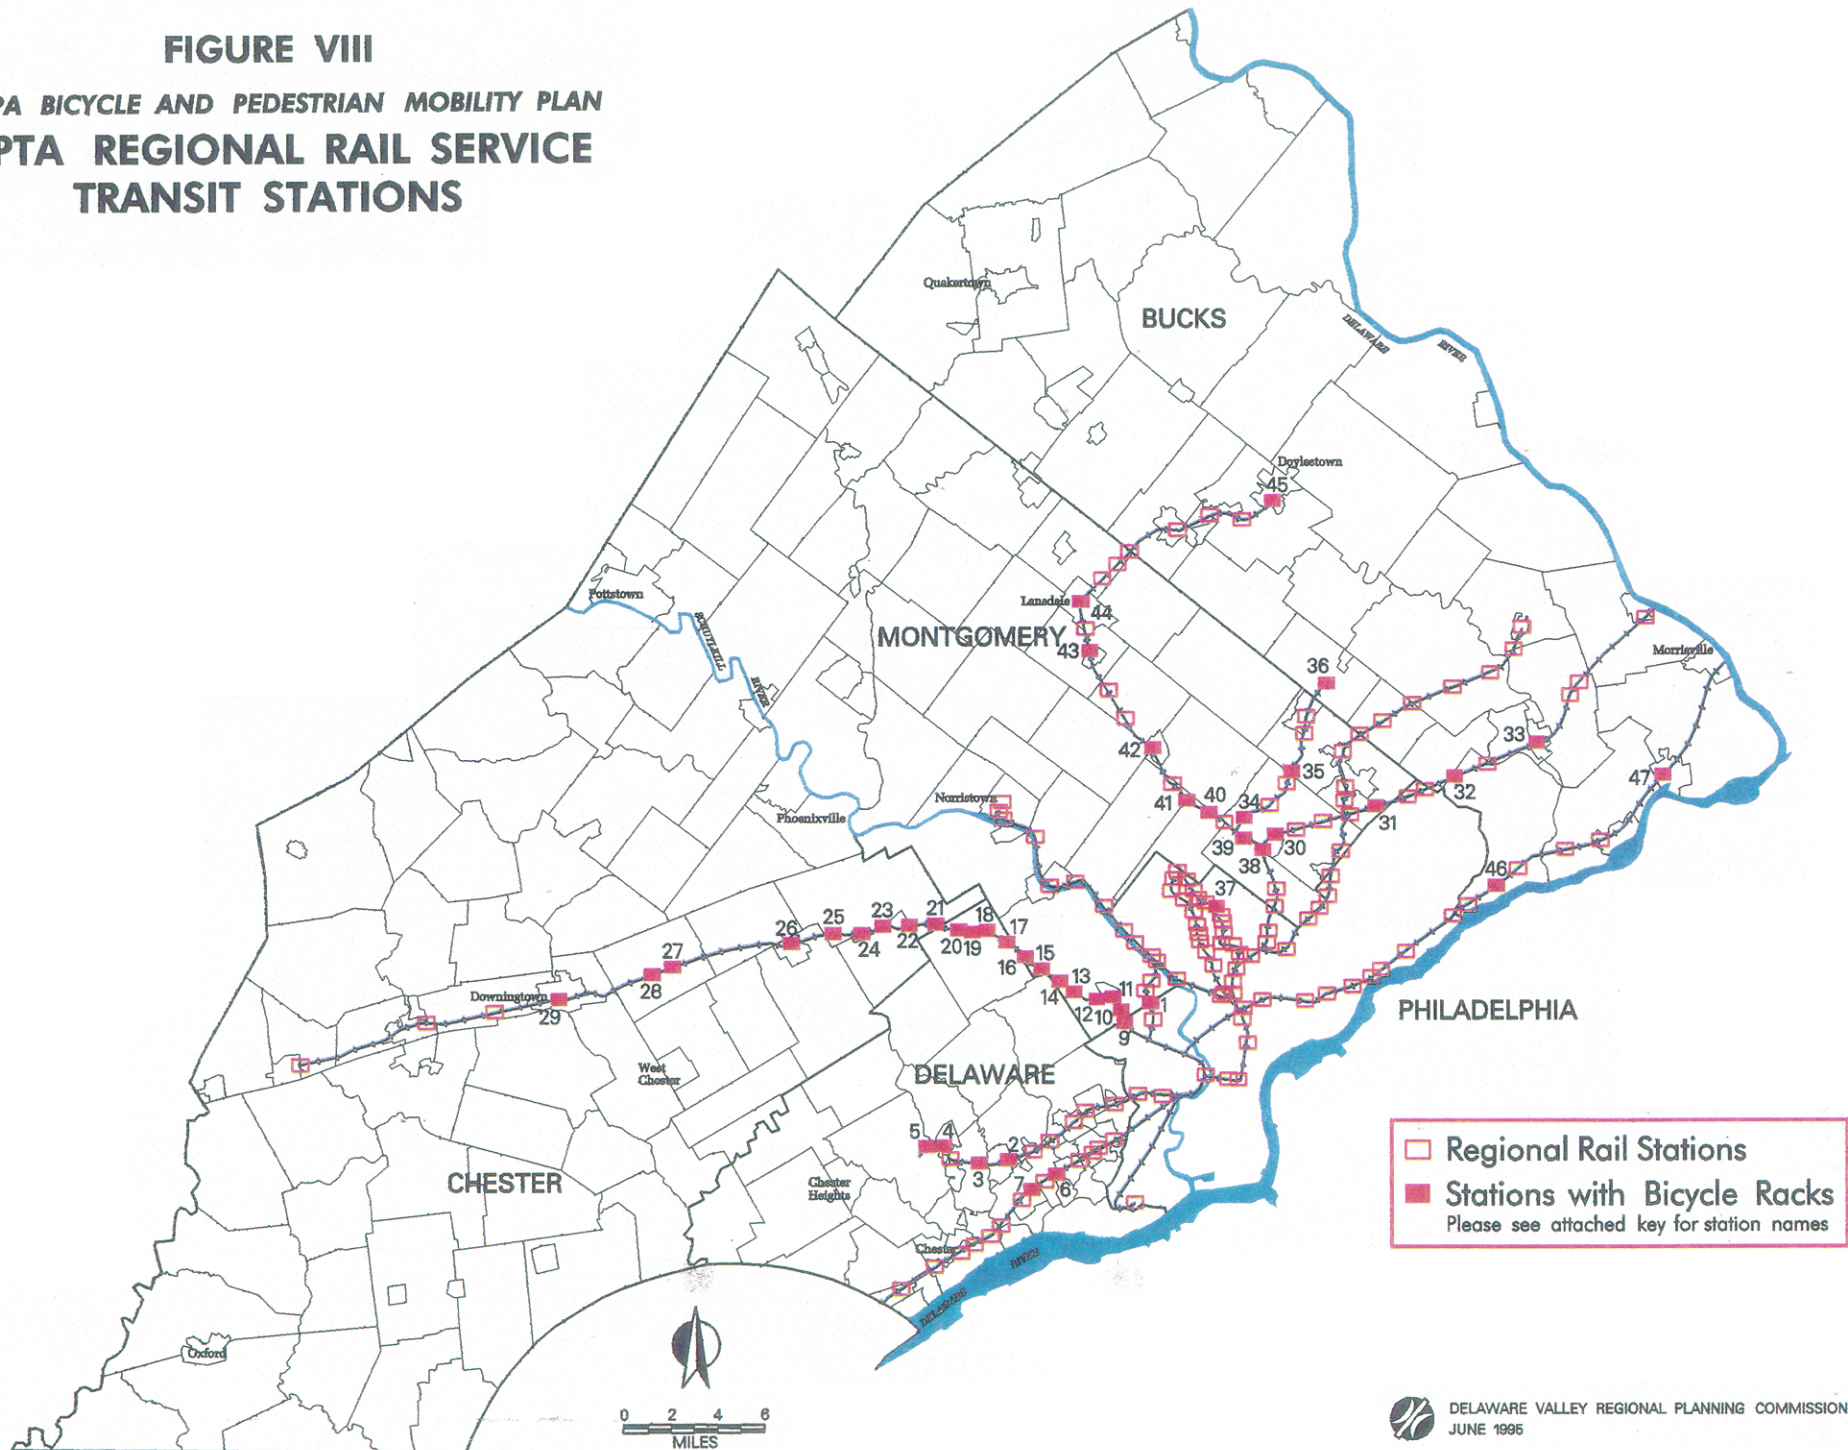 FIGURE VIII
PA BICYCLE AND PEDESTRIAN MOBILITY PLAN
PTA REGIONAL RAIL SERVICE
TRANSIT STATIONS
Quakertown
BUCKS
DELAWARE
RIVER
Doylestown
45
Pottstown
SCHUYLKILL
RIVER
Lansdale
44
MONTGOMERY
43
36
Morrisville
42
33
35
47
Norristown
41
40
34
32
Phoenixville
31
39
30
38
46
37
26
25
23
21
18
17
24
22
20
19
27
16
15
28
13
11
Downingtown
14
12
10
1
29
9
PHILADELPHIA
West
Chester
DELAWARE
5
4
2
3
7
6
CHESTER
Chester
Heights
Chester
RIVER
DELAWARE
Oxford
Regional Rail Stations
Stations with Bicycle Racks
Please see attached key for station names
0 2 4 6
MILES
DELAWARE VALLEY REGIONAL PLANNING COMMISSION
JUNE 1995